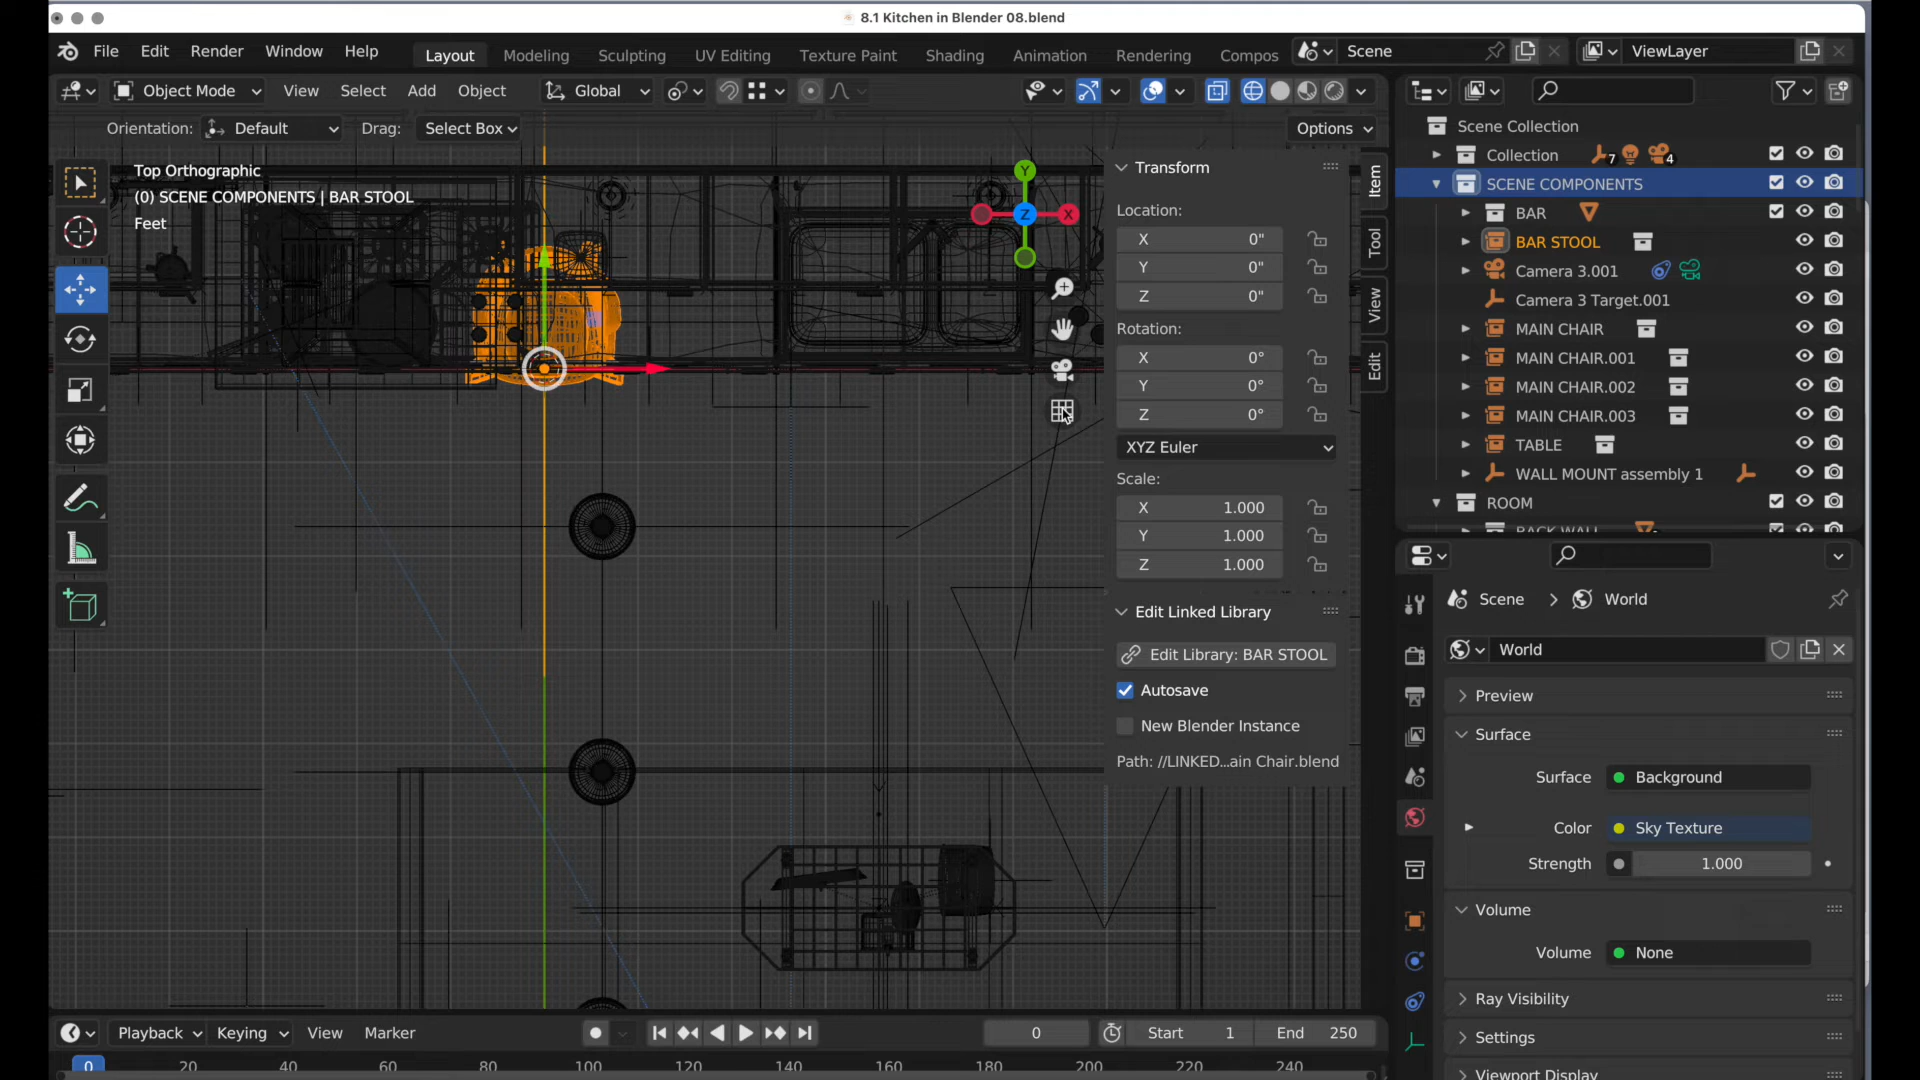 8.1 Kitchen in Blender 08.blend
File Edit Render Window Help Layout Modeling Sculpting UV Editing Texture Paint Shading Animation Rendering Compos Scene ViewLayer
Object Mode View Select Add Object Global
Orientation: Default Drag: Select Box Options
Top Orthographic
(0) SCENE COMPONENTS | BAR STOOL
Feet
Y
X
Z
Transform
Location:
X 0"
Y 0"
Z 0"
Rotation:
X 0°
Y 0°
Z 0°
XYZ Euler
Scale:
X 1.000
Y 1.000
Z 1.000
Edit Linked Library
Edit Library: BAR STOOL
Autosave
New Blender Instance
Path: //LINKED...ain Chair.blend
Item
Tool
View
Edit
Scene Collection
Collection 7 4
SCENE COMPONENTS
BAR
BAR STOOL
Camera 3.001
Camera 3 Target.001
MAIN CHAIR
MAIN CHAIR.001
MAIN CHAIR.002
MAIN CHAIR.003
TABLE
WALL MOUNT assembly 1
ROOM
BACK WALL
Scene > World
World
Preview
Surface
Surface Background
Color Sky Texture
Strength 1.000
Volume
Volume None
Ray Visibility
Settings
Viewport Display
Playback Keying View Marker 0 Start 1 End 250
0 20 40 60 80 100 120 140 160 180 200 220 240